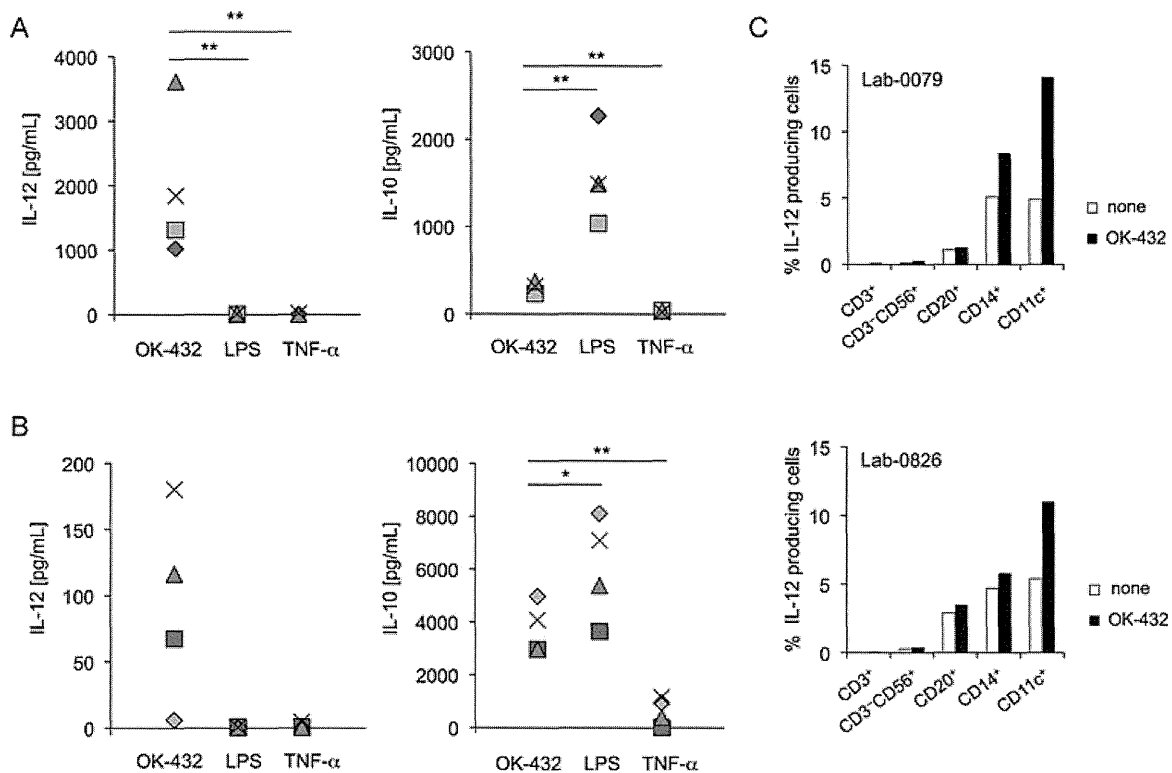 A
**
**
4000
3000
2000
1000
0
IL-12 [pg/mL]
OK-432 LPS TNF-α
**
**
3000
2000
1000
0
IL-10 [pg/mL]
OK-432 LPS TNF-α
B
200
150
100
50
0
IL-12 [pg/mL]
OK-432 LPS TNF-α
**
*
10000
8000
6000
4000
2000
0
IL-10 [pg/mL]
OK-432 LPS TNF-α
C
Lab-0079
15
10
5
0
% IL-12 producing cells
CD3⁺
CD3⁻CD56⁺
CD20⁺
CD14⁺
CD11c⁺
none
OK-432
Lab-0826
15
10
5
0
% IL-12 producing cells
CD3⁺
CD3⁻CD56⁺
CD20⁺
CD14⁺
CD11c⁺
none
OK-432